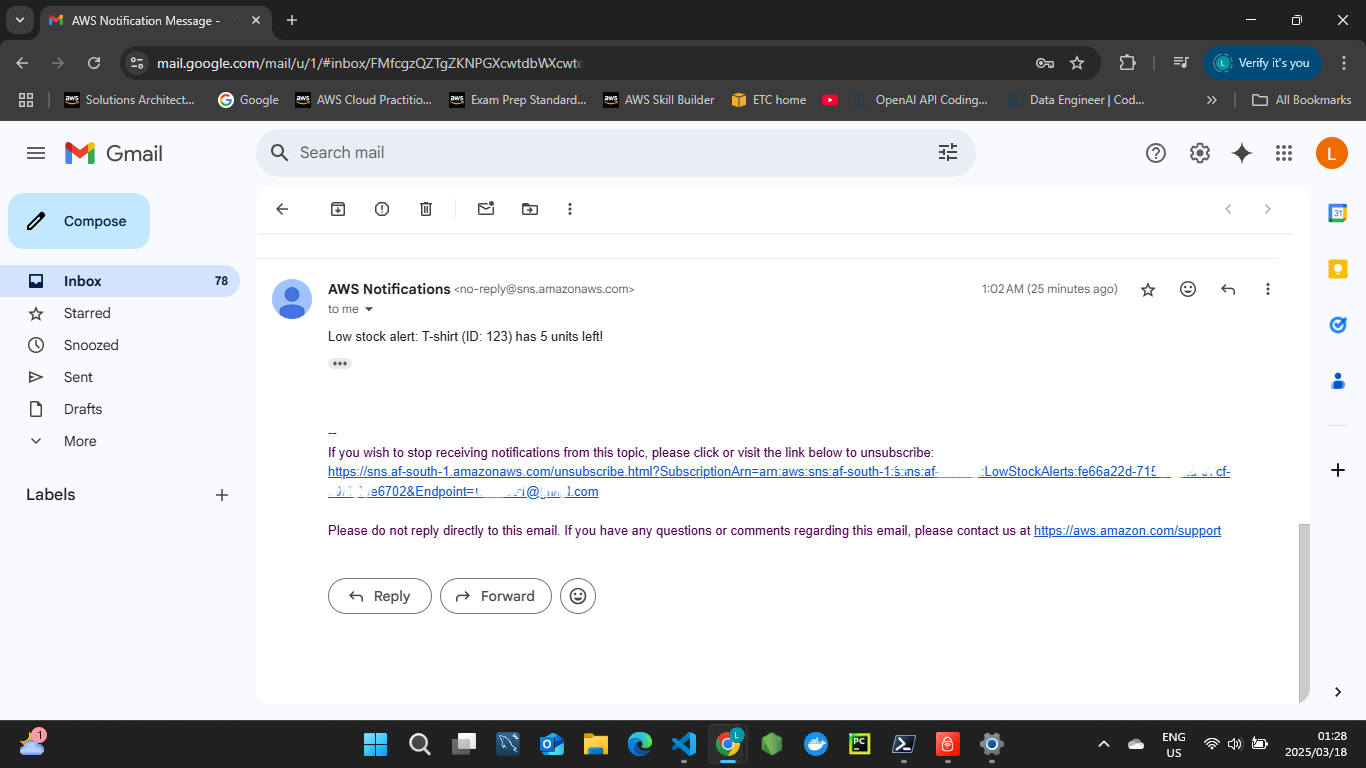 AWS Notification Message -
mail.google.com/mail/u/1/#inbox/FMfcgzQZTgZKNPGXcwtdbWXcwt
Verify it's you
aws Solutions Architect...
Google
aws AWS Cloud Practitio...
aws Exam Prep Standard...
aws AWS Skill Builder
ETC home
OpenAI API Coding...
Data Engineer | Cod...
All Bookmarks
Gmail
Search mail
L
Compose
Inbox 78
Starred
Snoozed
Sent
Drafts
More
Labels
AWS Notifications <no-reply@sns.amazonaws.com>
1:02 AM (25 minutes ago)
to me
Low stock alert: T-shirt (ID: 123) has 5 units left!
--
If you wish to stop receiving notifications from this topic, please click or visit the link below to unsubscribe:
https://sns.af-south-1.amazonaws.com/unsubscribe.html?SubscriptionArn=arn:aws:sns:af-south-1: :LowStockAlerts:fe66a22d-715 cf-
e6702&Endpoint= .com
Please do not reply directly to this email. If you have any questions or comments regarding this email, please contact us at https://aws.amazon.com/support
Reply
Forward
31
1
L
PC
ENG
US
01:28
2025/03/18